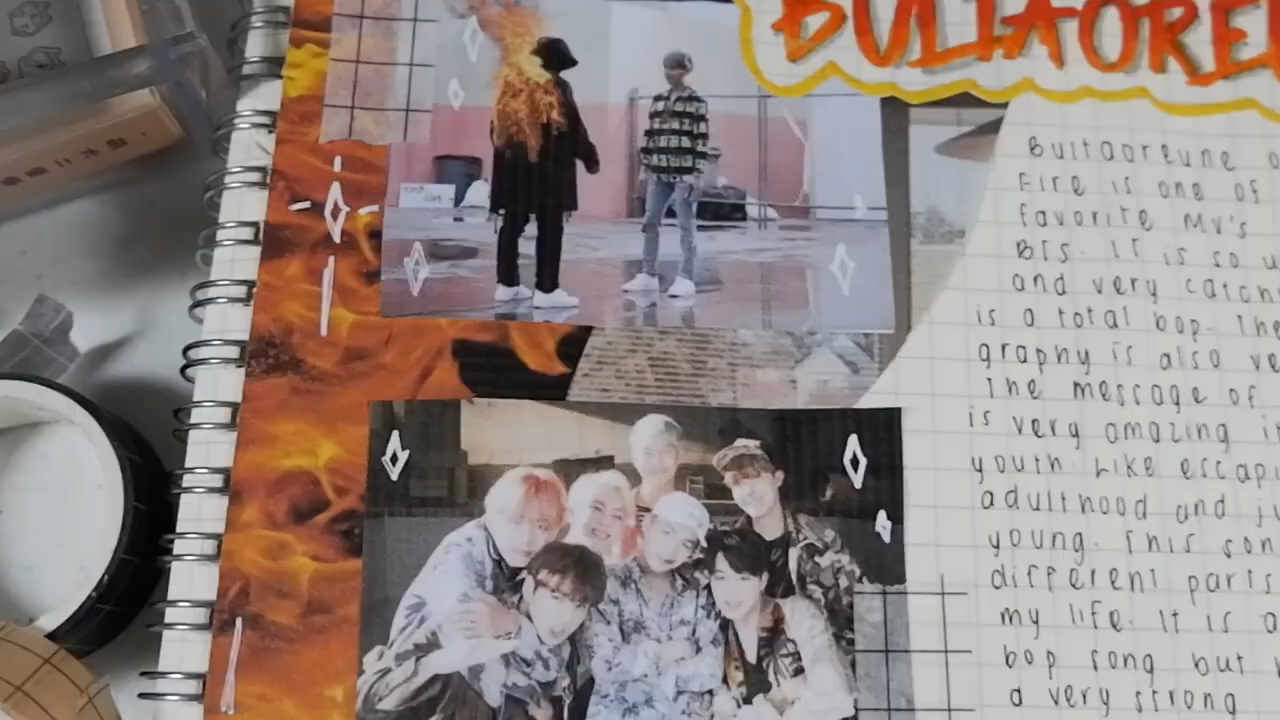 BULTAORE
Bultaoreune
Fire is one of
favorite MV's
BTS. It is so
and very catch
is a total bop. The
graphy is also ve
The message of
is very amazing i
youth. Like escap
adulthood and ju
young. This son
different parts
my life. It is a
bop song but
a very strong